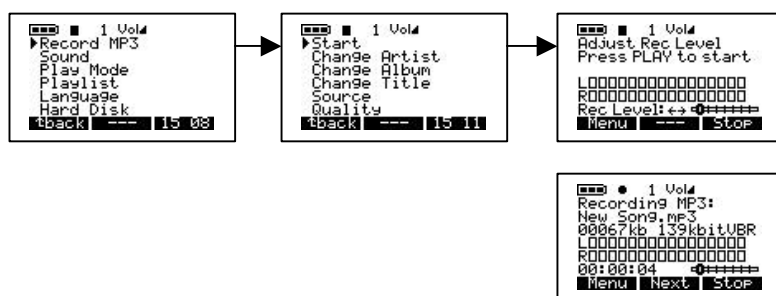 1 Vol
Record MP3
Sound
Play Mode
Playlist
Language
Hard Disk
back --- 15 08
1 Vol
Start
Change Artist
Change Album
Change Title
Source
Quality
back --- 15 11
1 Vol
Adjust Rec Level
Press PLAY to start
L
R
Rec Level:↔
Menu --- Stop
1 Vol
Recording MP3:
New Song.mp3
00067kb 139kbitVBR
L
R
00:00:04
Menu Next Stop